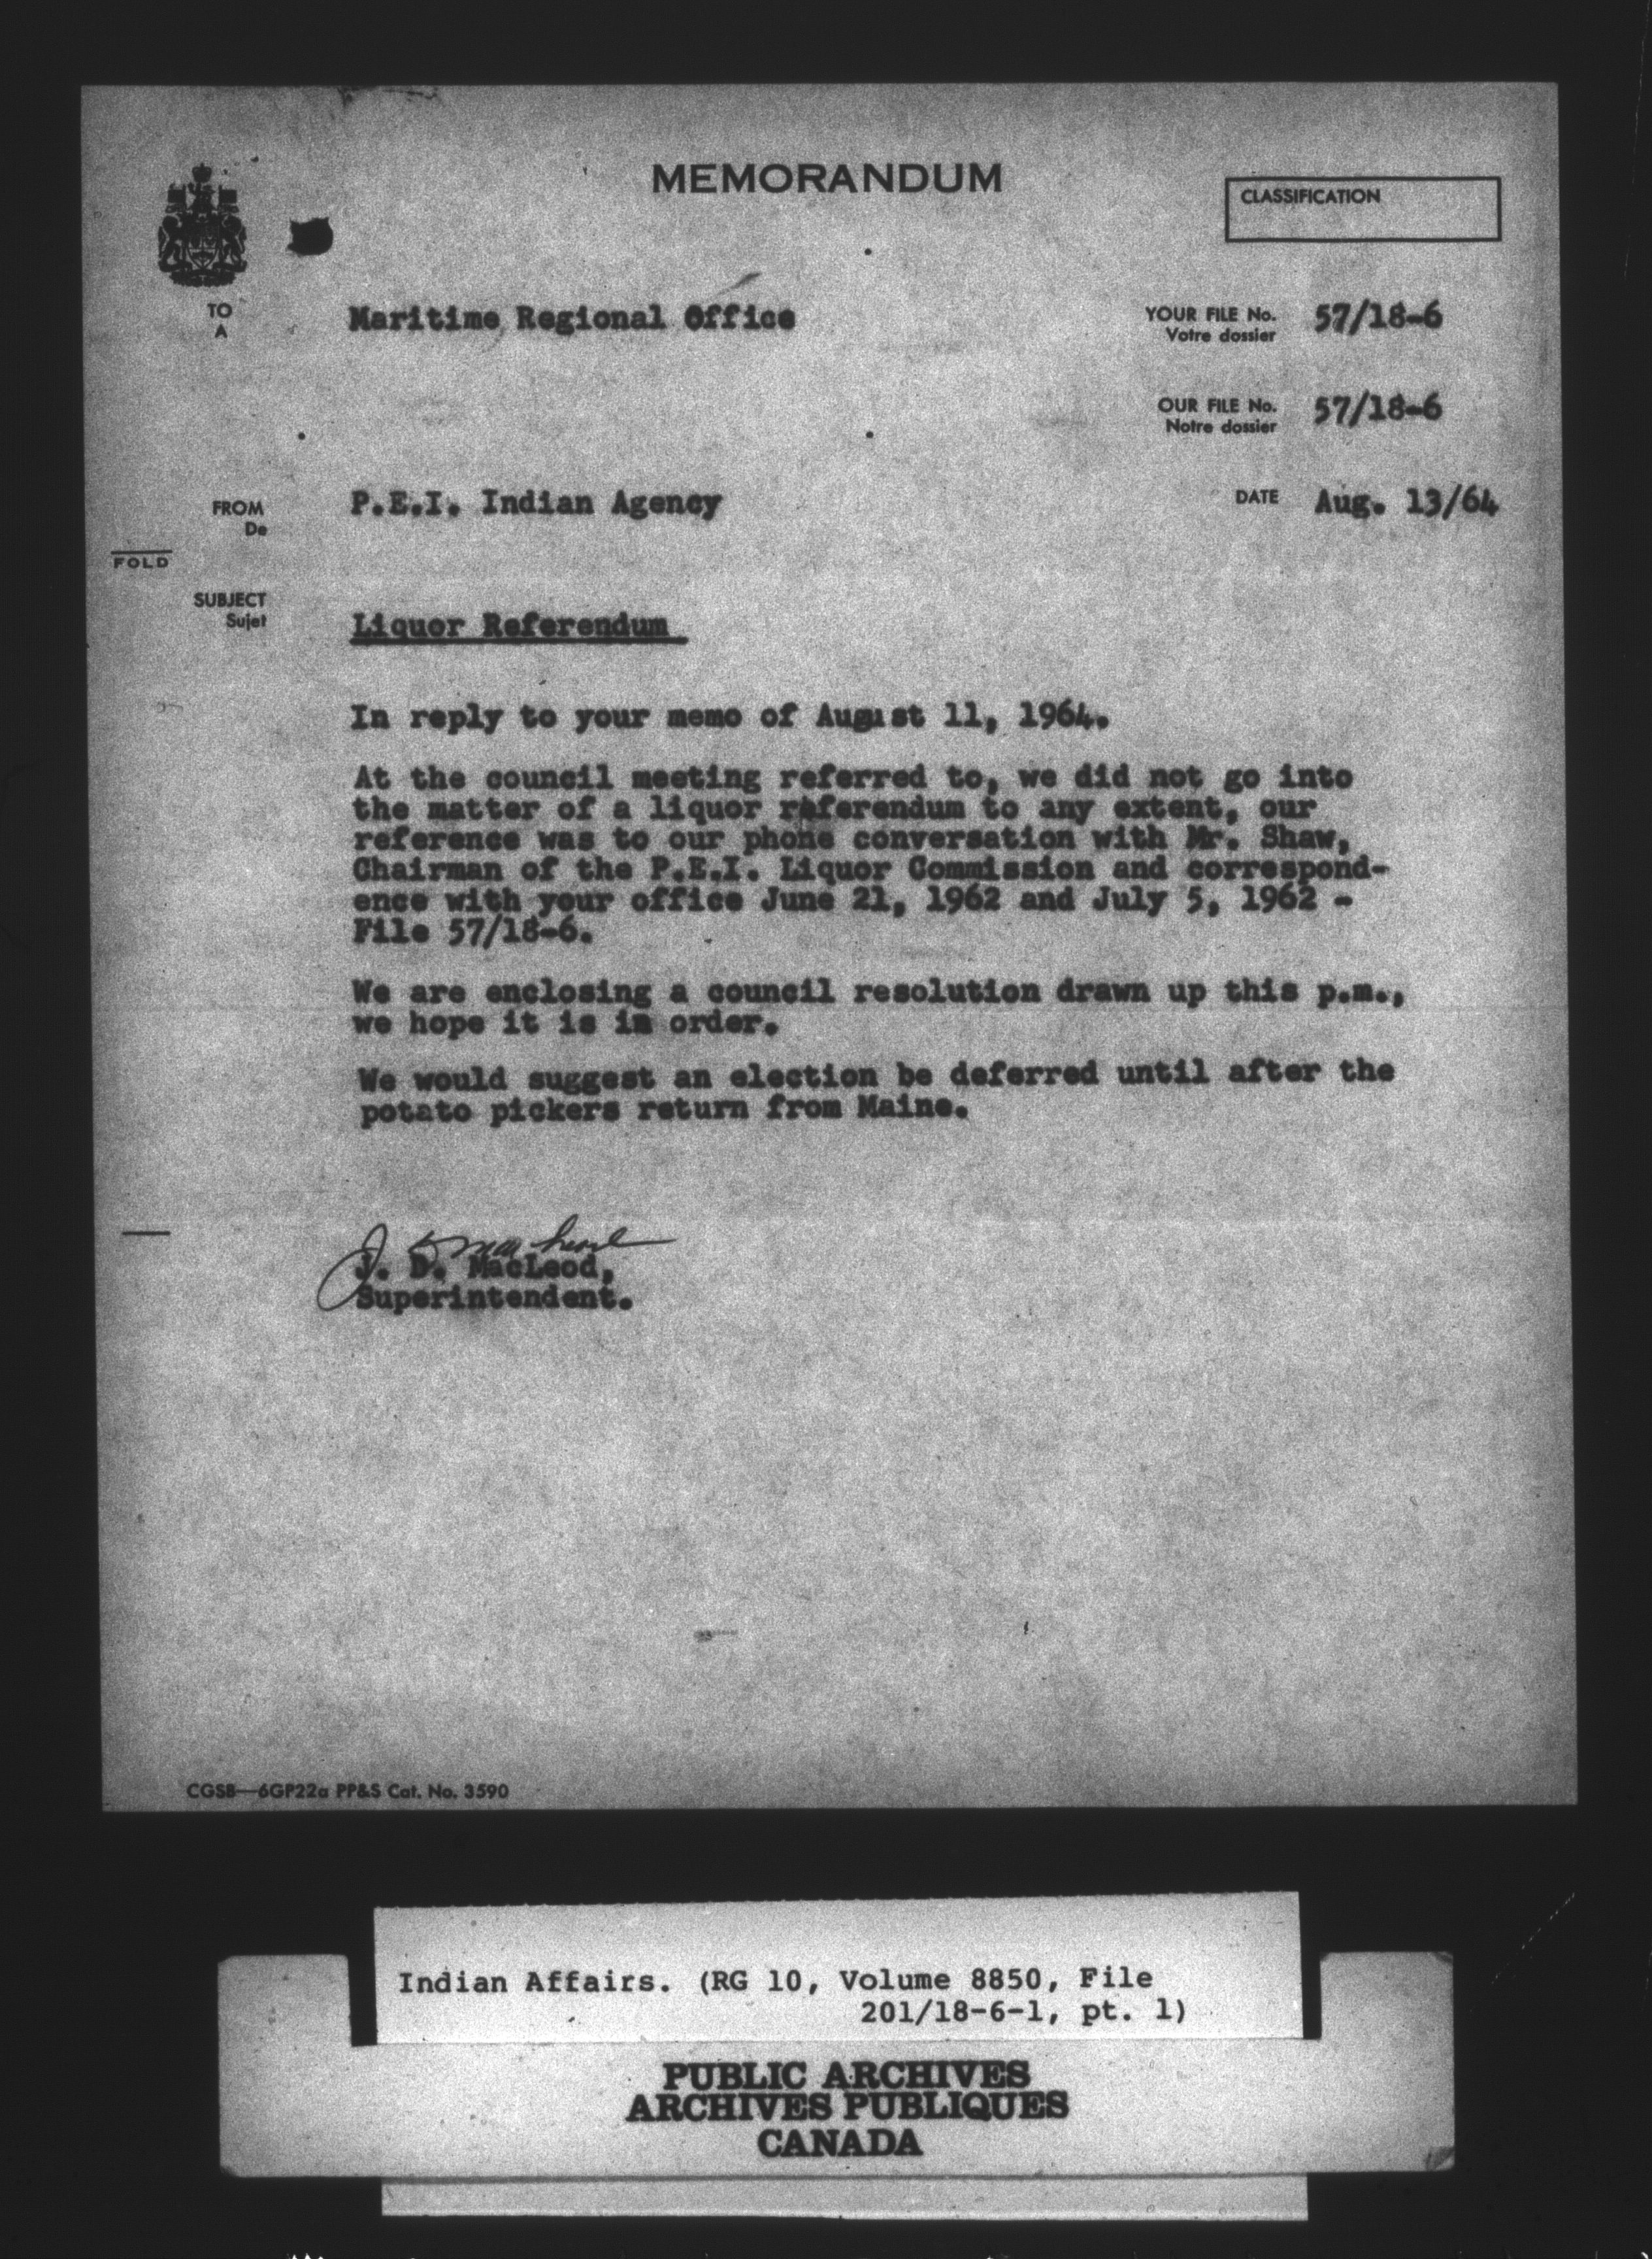 MEMORANDUM
CLASSIFICATION
TO
A
Maritime Regional Office
YOUR FILE No.
Votre dossier
57/18-6
OUR FILE No.
Notre dossier
57/18-6
FROM
De
P.E.I. Indian Agency
DATE
Aug. 13/64
FOLD
SUBJECT
Sujet
Liquor Referendum
In reply to your memo of August 11, 1964.
At the council meeting referred to, we did not go into
the matter of a liquor referendum to any extent, our
reference was to our phone conversation with Mr. Shaw,
Chairman of the P.E.I. Liquor Commission and correspond-
ence with your office June 21, 1962 and July 5, 1962 -
File 57/18-6.
We are enclosing a council resolution drawn up this p.m.,
we hope it is in order.
We would suggest an election be deferred until after the
potato pickers return from Maine.
J. D. MacLeod
J. D. MacLeod,
Superintendent.
CGSB—6GP22a PP&S Cat. No. 3590
Indian Affairs. (RG 10, Volume 8850, File
201/18-6-1, pt. 1)
PUBLIC ARCHIVES
ARCHIVES PUBLIQUES
CANADA